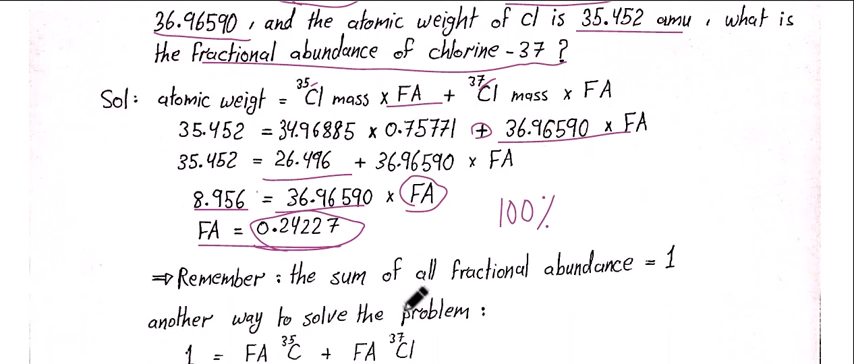 36.96590, and the atomic weight of Cl is 35.452 amu, what is
the fractional abundance of chlorine-37?
Sol: atomic weigt = ³⁵Cl mass x FA + ³⁷Cl mass x FA
35.452 = 34.96885 x 0.75771 + 36.96590 x FA
35.452 = 26.496 + 36.96590 x FA
8.956 = 36.96590 x FA
100%
FA = 0.24227
⇒ Remember: the sum of all fractional abundance = 1
another way to solve the problem:
1 = FA ³⁵C + FA ³⁷Cl